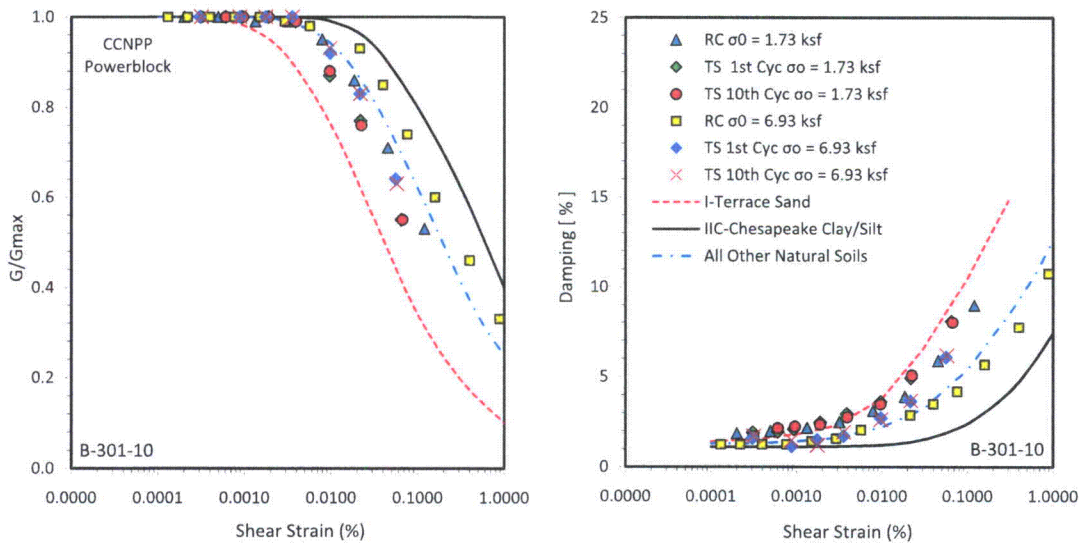 1.0
0.8
0.6
0.4
0.2
0.0
G/Gmax
CCNPP
Powerblock
B-301-10
0.0000 0.0001 0.0010 0.0100 0.1000 1.0000
Shear Strain (%)
25
20
15
10
5
0
Damping [ % ]
RC σ0 = 1.73 ksf
TS 1st Cyc σo = 1.73 ksf
TS 10th Cyc σo = 1.73 ksf
RC σ0 = 6.93 ksf
TS 1st Cyc σo = 6.93 ksf
TS 10th Cyc σo = 6.93 ksf
I-Terrace Sand
IIC-Chesapeake Clay/Silt
All Other Natural Soils
B-301-10
0.0000 0.0001 0.0010 0.0100 0.1000 1.0000
Shear Strain (%)